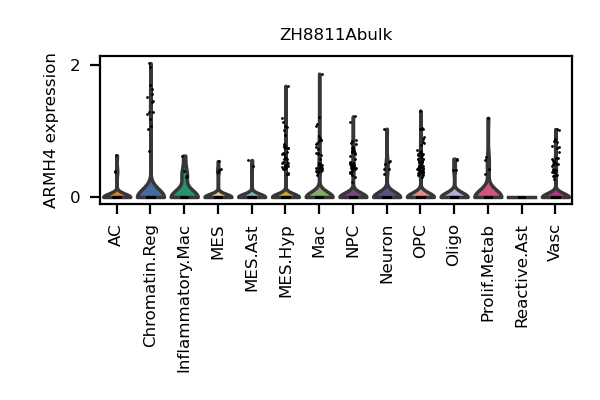 ZH8811Abulk
ARMH4 expression
2
0
AC
Chromatin.Reg
Inflammatory.Mac
MES
MES.Ast
MES.Hyp
Mac
NPC
Neuron
OPC
Oligo
Prolif.Metab
Reactive.Ast
Vasc